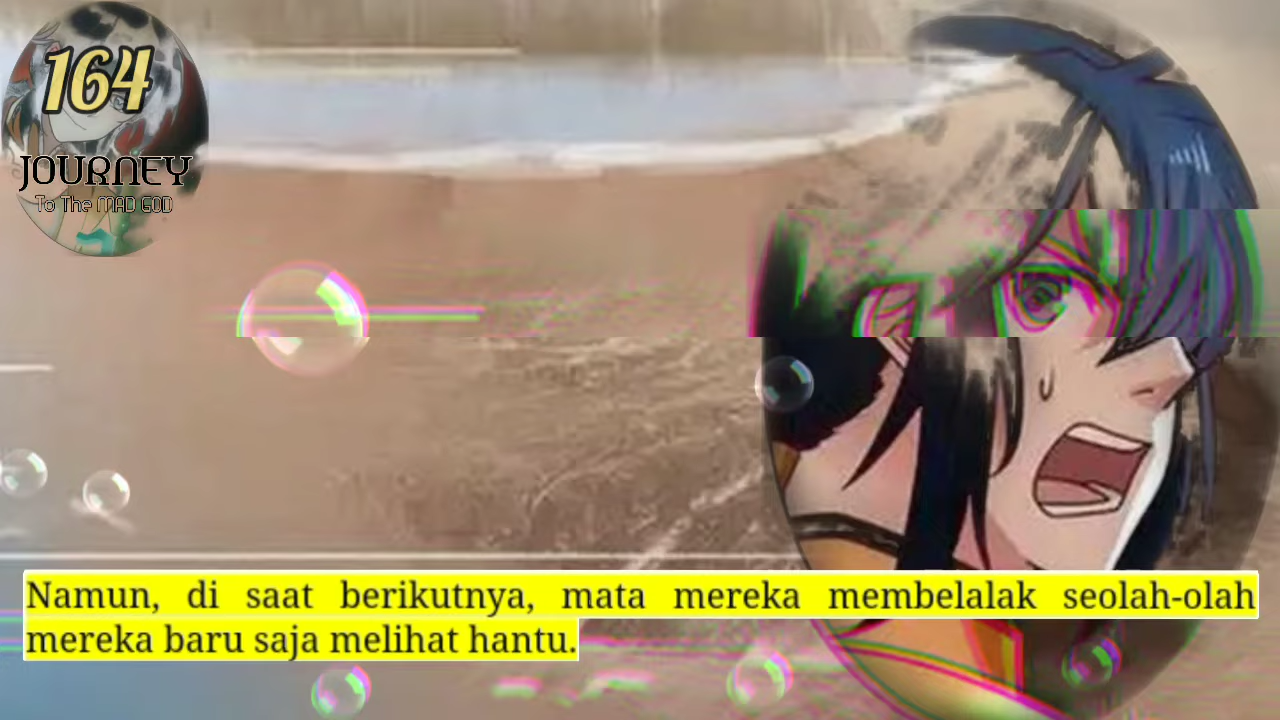 164
JOURNEY
To The MAD GOD
Namun, di saat berikutnya, mata mereka membelalak seolah-olah
mereka baru saja melihat hantu.